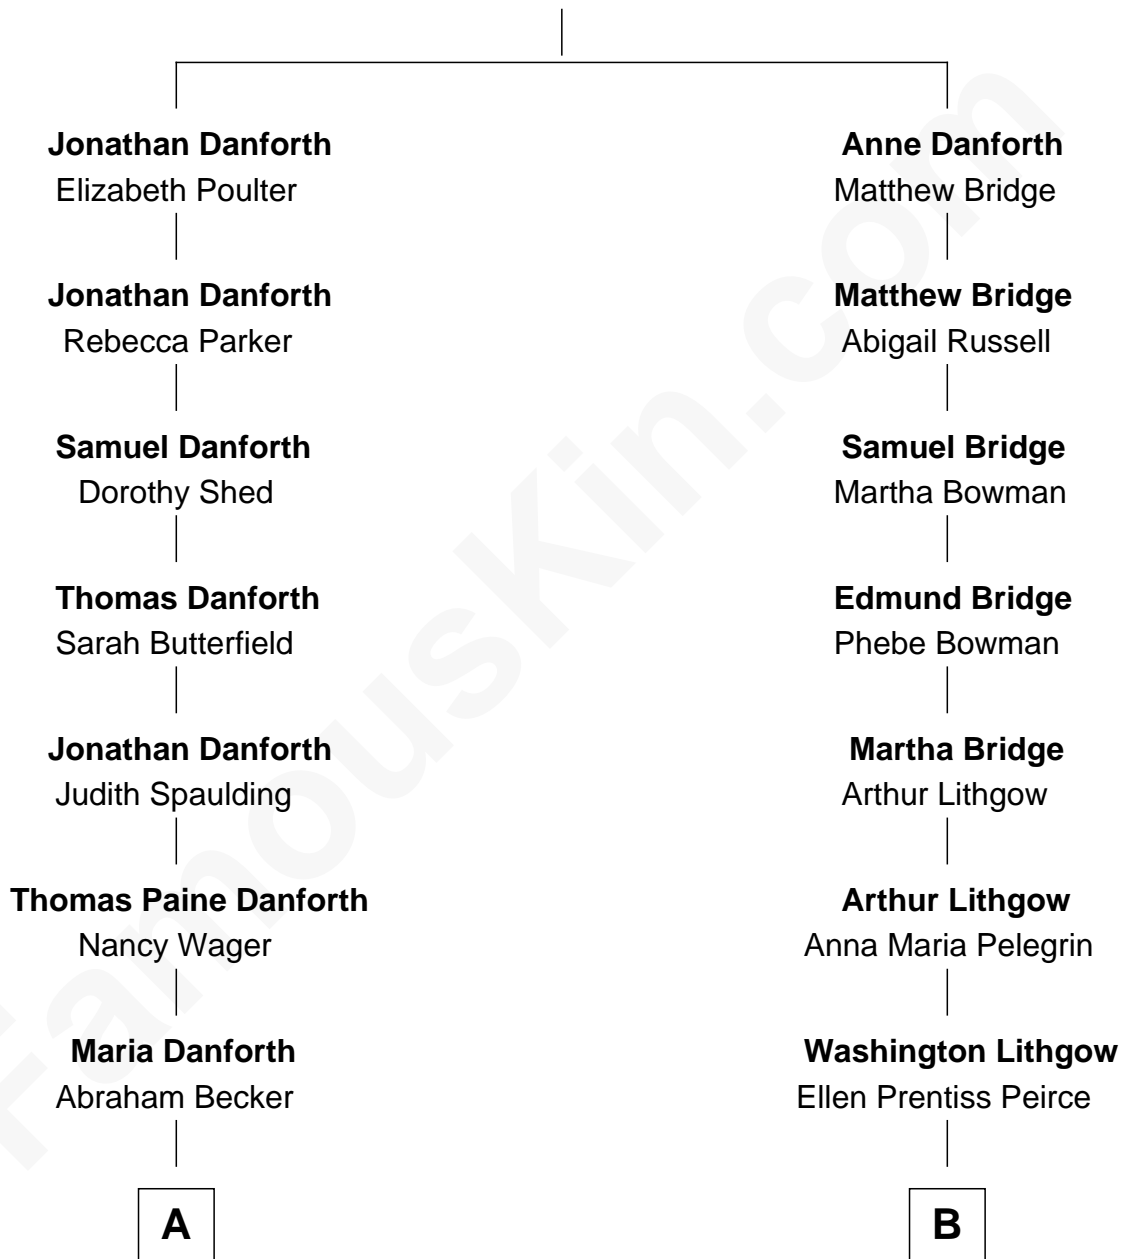 Jonathan Danforth
Elizabeth Poulter
Jonathan Danforth
Rebecca Parker
Samuel Danforth
Dorothy Shed
Thomas Danforth
Sarah Butterfield
Jonathan Danforth
Judith Spaulding
Thomas Paine Danforth
Nancy Wager
Maria Danforth
Abraham Becker
A
Anne Danforth
Matthew Bridge
Matthew Bridge
Abigail Russell
Samuel Bridge
Martha Bowman
Edmund Bridge
Phebe Bowman
Martha Bridge
Arthur Lithgow
Arthur Lithgow
Anna Maria Pelegrin
Washington Lithgow
Ellen Prentiss Peirce
B
FamousKin.com